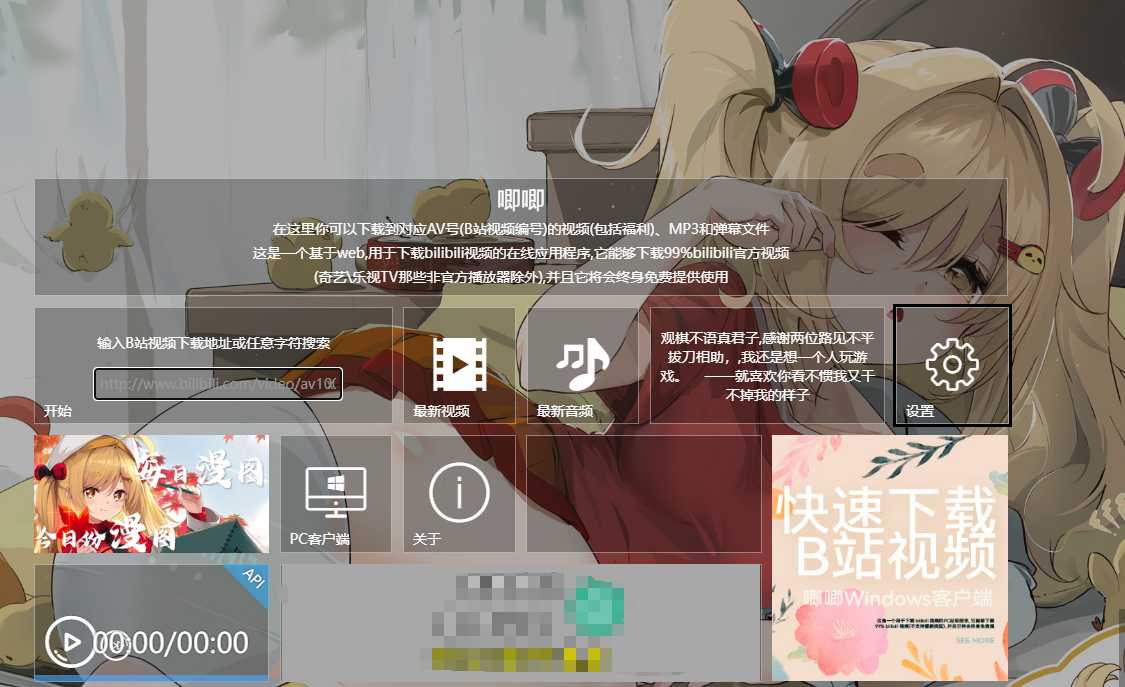 唧唧
在这里你可以下载到对应AV号(B站视频编号)的视频(包括福利)、MP3和弹幕文件
这是一个基于web,用于下载bilibili视频的在线应用程序,它能够下载99%bilibili官方视频
(奇艺\乐视TV那些非官方播放器除外),并且它将会终身免费提供使用
输入B站视频下载地址或任意字符搜索
http://www.bilibili.com/video/av10
开始
最新视频
最新音频
观棋不语真君子,感谢两位路见不平
拔刀相助，,我还是想一个人玩游
戏。 ——就喜欢你看不惯我又干
不掉我的样子
设置
每日漫图
今日份漫图
PC客户端
关于
快速下载
B站视频
唧唧Windows客户端
SEE MORE
API
00:00/00:00